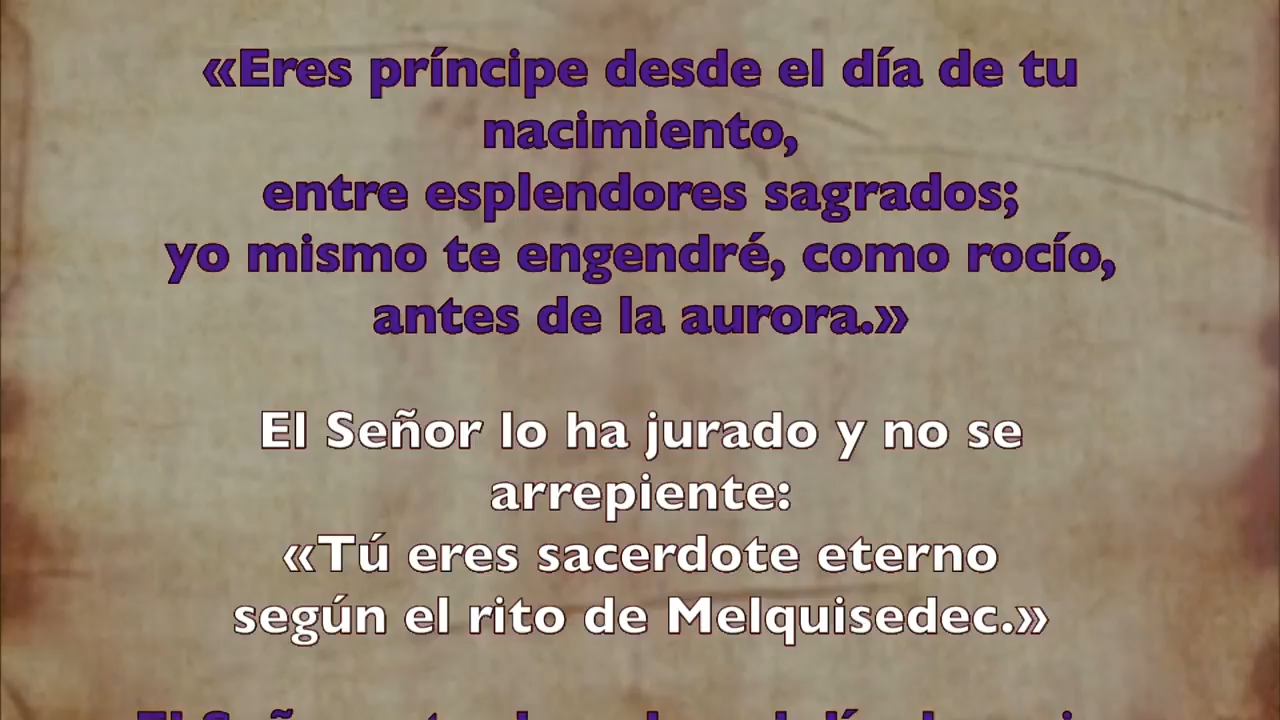 «Eres príncipe desde el día de tu
nacimiento,
entre esplendores sagrados;
yo mismo te engendré, como rocío,
antes de la aurora.»
El Señor lo ha jurado y no se
arrepiente:
«Tú eres sacerdote eterno
según el rito de Melquisedec.»
El Señor